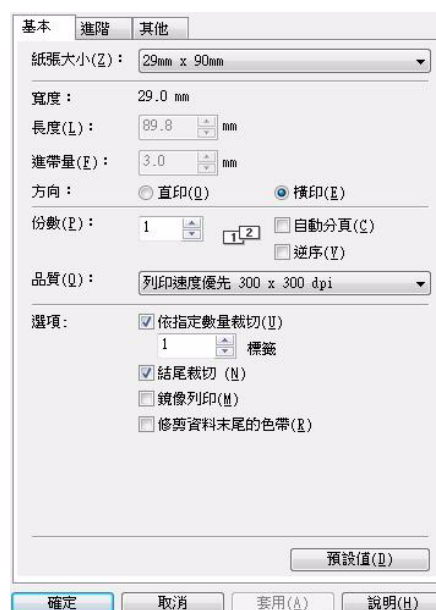 基本 進階 其他
紙張大小(Z)： 29mm x 90mm
寬度： 29.0 mm
長度(L)： 89.8 mm
進帶量(F)： 3.0 mm
方向： 直印(O) 橫印(E)
份數(P)： 1 12 自動分頁(C)
逆序(V)
品質(Q)： 列印速度優先 300 x 300 dpi
選項: 依指定數量裁切(U)
1 標籤
結尾裁切 (N)
鏡像列印(M)
修剪資料末尾的色帶(R)
預設值(D)
確定 取消 套用(A) 說明(H)